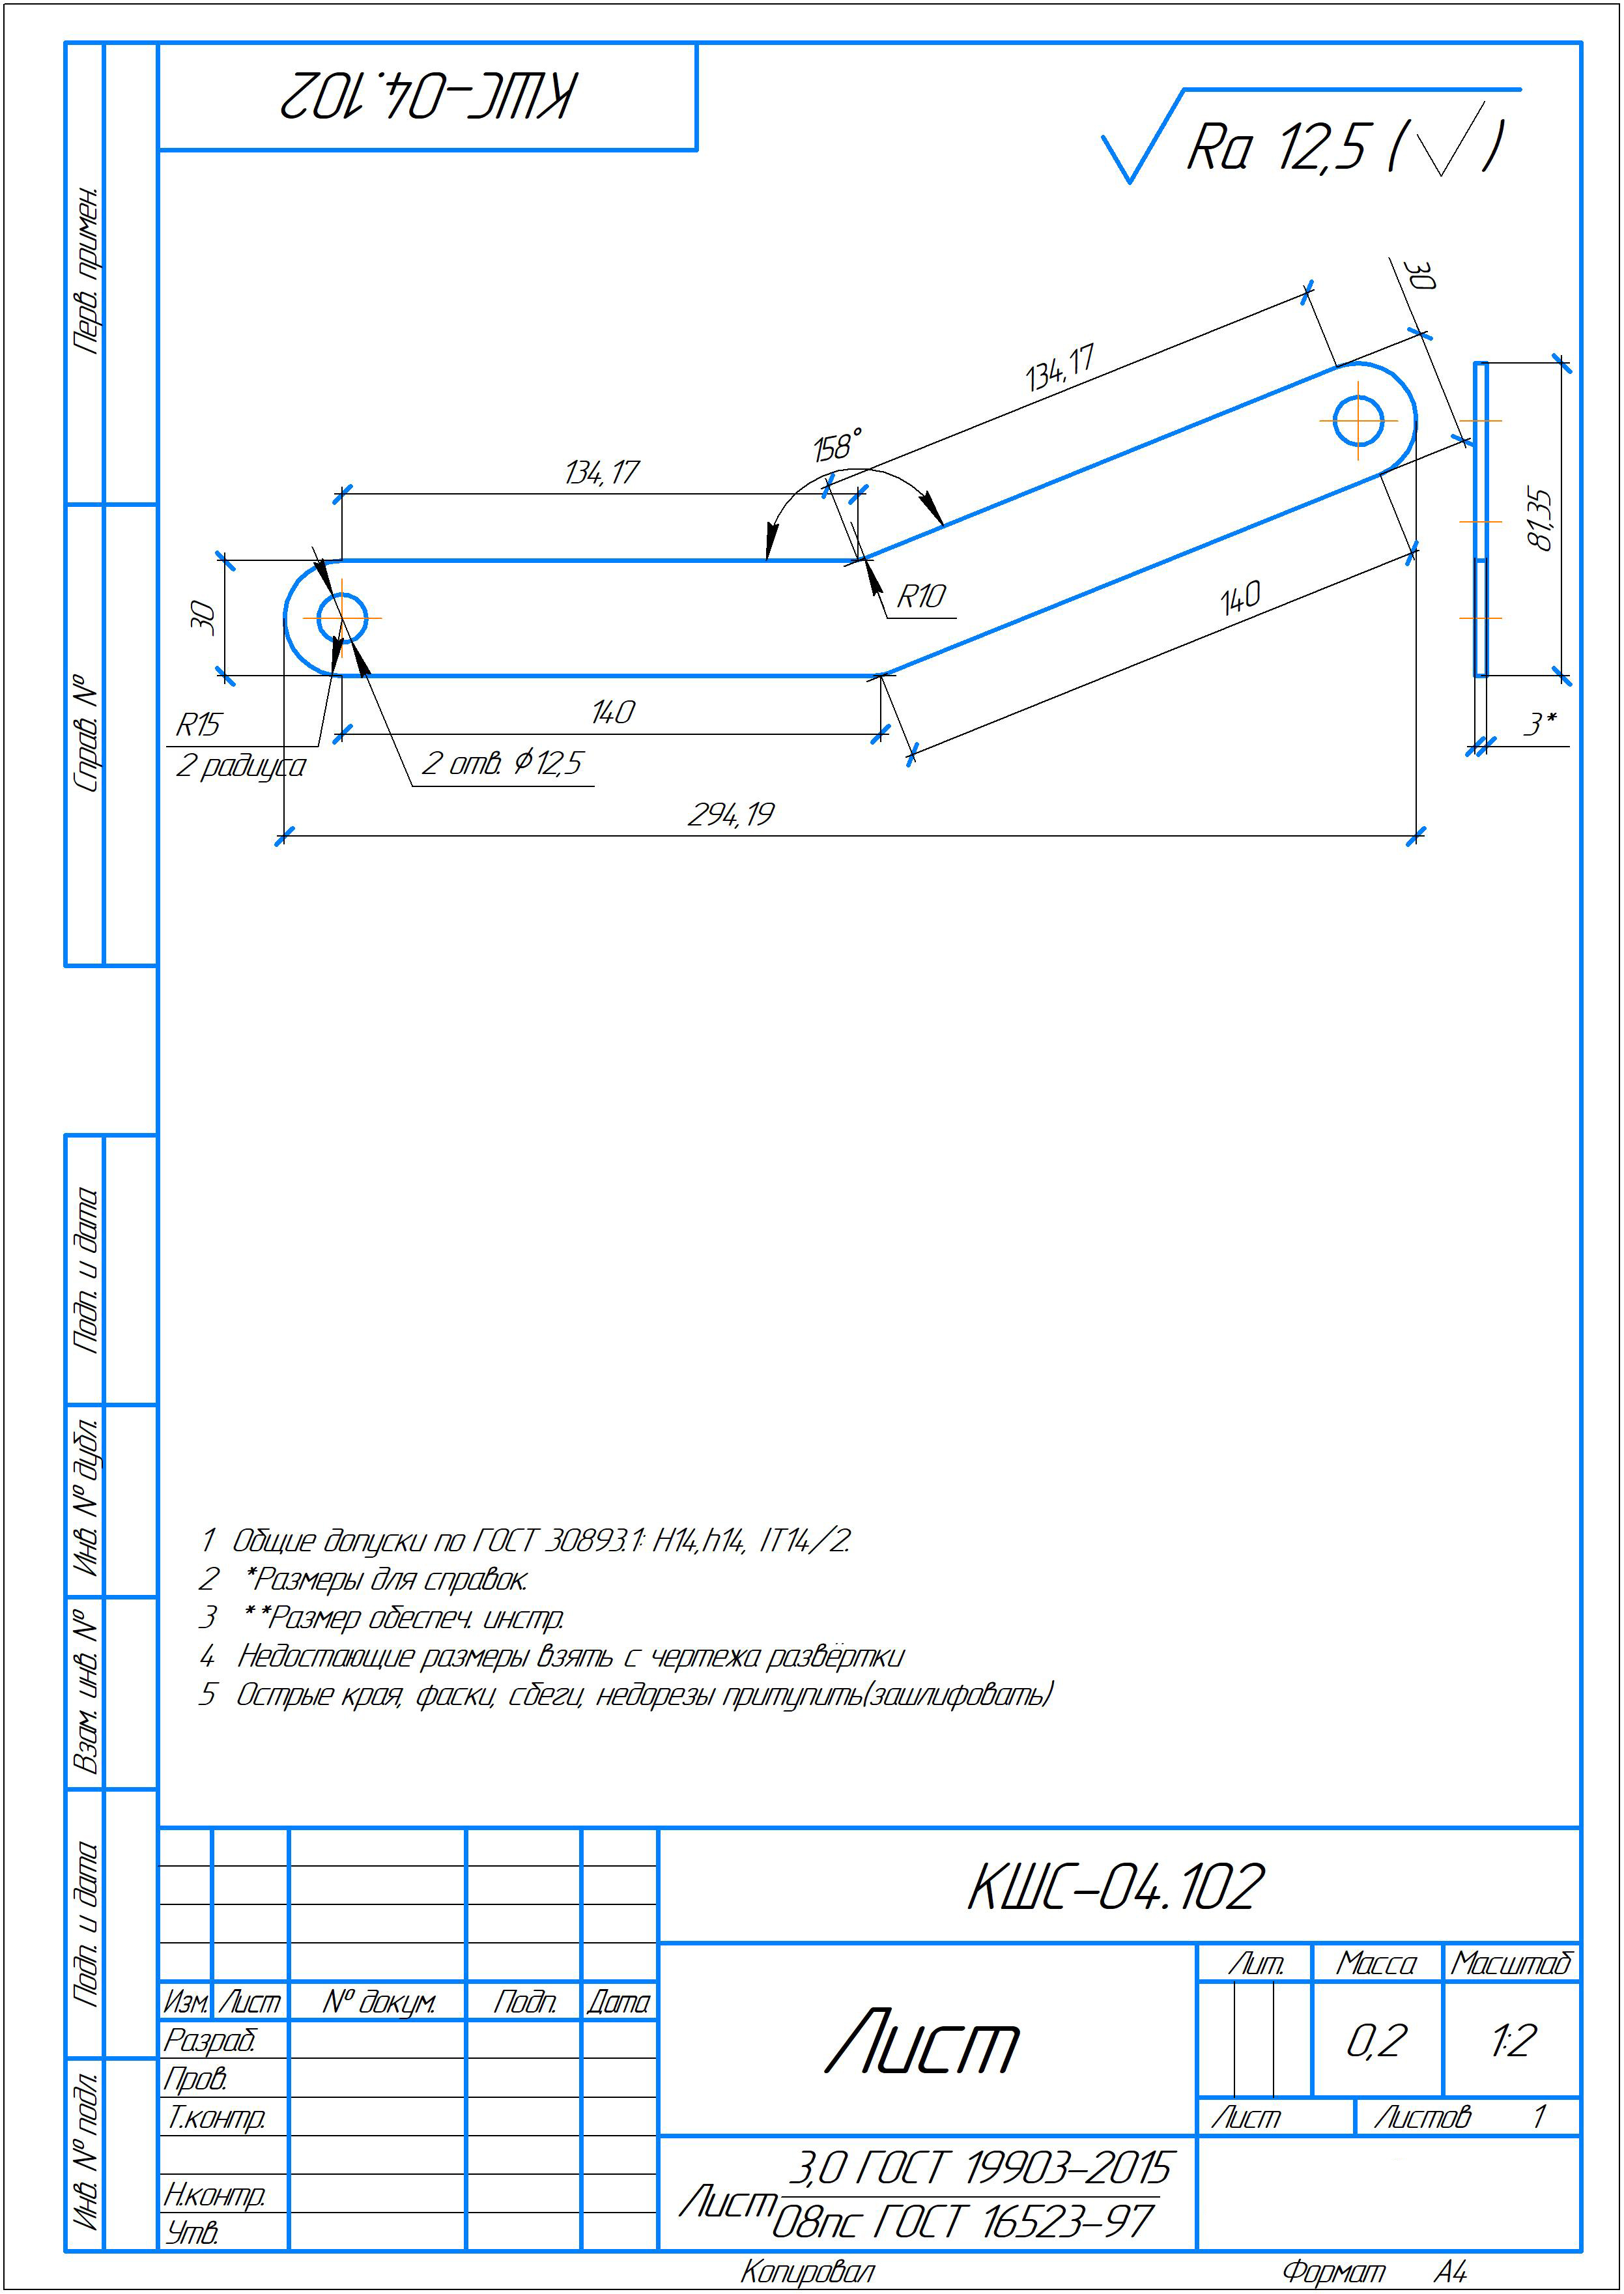 КШС-04.102
Ra 12,5 ( )
Перв. примен.
Справ. №
30
134,17
158°
134,17
R10
30
81,35
140
R15
2 радиуса
140
2 отв. ϕ12,5
3*
294,19
Подп. и дата
Инв. № дубл.
Взам. инв. №
Подп. и дата
Инв. № подл.
1 Общие допуски по ГОСТ 30893.1: H14,h14, IT14/2.
2 *Размеры для справок.
3 **Размер обеспеч. инстр.
4 Недостающие размеры взять с чертежа развёртки
5 Острые края, фаски, сбеги, недорезы притупить(зашлифовать)
КШС-04.102
Изм. Лист № докум. Подп. Дата
Разраб.
Пров.
Т.контр.
Н.контр.
Утв.
Лист
Лит. Масса Масштаб
0,2 1:2
Лист Листов 1
Лист 3,0 ГОСТ 19903-2015
08пс ГОСТ 16523-97
Копировал Формат А4